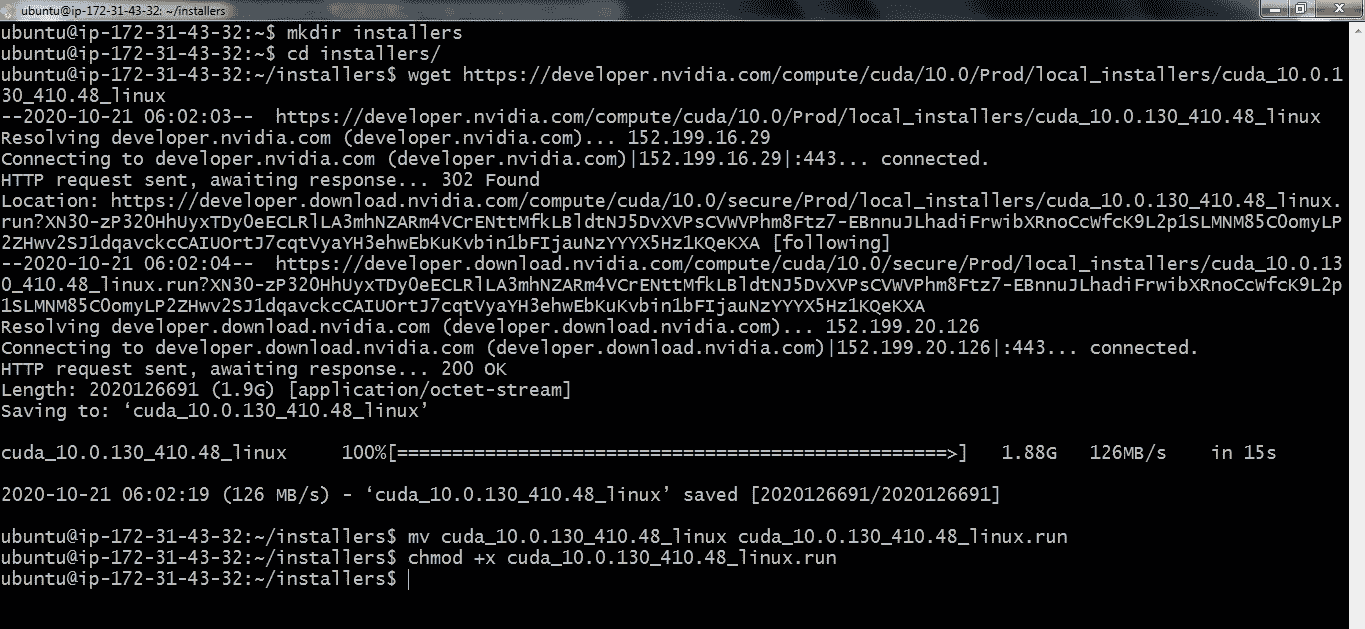 ubuntu@ip-172-31-43-32: ~/installers
ubuntu@ip-172-31-43-32:~$ mkdir installers
ubuntu@ip-172-31-43-32:~$ cd installers/
ubuntu@ip-172-31-43-32:~/installers$ wget https://developer.nvidia.com/compute/cuda/10.0/Prod/local_installers/cuda_10.0.1
30_410.48_linux
--2020-10-21 06:02:03--  https://developer.nvidia.com/compute/cuda/10.0/Prod/local_installers/cuda_10.0.130_410.48_linux
Resolving developer.nvidia.com (developer.nvidia.com)... 152.199.16.29
Connecting to developer.nvidia.com (developer.nvidia.com)|152.199.16.29|:443... connected.
HTTP request sent, awaiting response... 302 Found
Location: https://developer.download.nvidia.com/compute/cuda/10.0/secure/Prod/local_installers/cuda_10.0.130_410.48_linux.
run?XN30-zP32OHhUyxTDy0eECLRlLA3mhNZARm4VCrENttMfkLBldtNJ5DvXVPsCVWVPhm8Ftz7-EBnnuJLhadiFrwibXRnoCcWfcK9L2p1SLMNM85C0omyLP
2ZHwv2SJ1dqavckcCAIUOrtJ7cqtVyaYH3ehwEbKuKvbin1bFIjauNzYYYX5Hz1KQeKXA [following]
--2020-10-21 06:02:04--  https://developer.download.nvidia.com/compute/cuda/10.0/secure/Prod/local_installers/cuda_10.0.13
0_410.48_linux.run?XN30-zP32OHhUyxTDy0eECLRlLA3mhNZARm4VCrENttMfkLBldtNJ5DvXVPsCVWVPhm8Ftz7-EBnnuJLhadiFrwibXRnoCcWfcK9L2p
1SLMNM85C0omyLP2ZHwv2SJ1dqavckcCAIUOrtJ7cqtVyaYH3ehwEbKuKvbin1bFIjauNzYYYX5Hz1KQeKXA
Resolving developer.download.nvidia.com (developer.download.nvidia.com)... 152.199.20.126
Connecting to developer.download.nvidia.com (developer.download.nvidia.com)|152.199.20.126|:443... connected.
HTTP request sent, awaiting response... 200 OK
Length: 2020126691 (1.9G) [application/octet-stream]
Saving to: ‘cuda_10.0.130_410.48_linux’
cuda_10.0.130_410.48_linux     100%[==================================================>]   1.88G   126MB/s    in 15s
2020-10-21 06:02:19 (126 MB/s) - ‘cuda_10.0.130_410.48_linux’ saved [2020126691/2020126691]
ubuntu@ip-172-31-43-32:~/installers$ mv cuda_10.0.130_410.48_linux cuda_10.0.130_410.48_linux.run
ubuntu@ip-172-31-43-32:~/installers$ chmod +x cuda_10.0.130_410.48_linux.run
ubuntu@ip-172-31-43-32:~/installers$